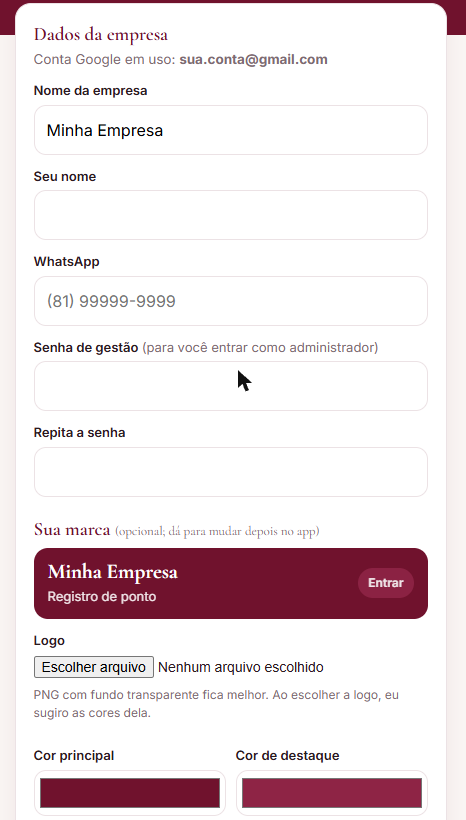 Dados da empresa
Conta Google em uso: sua.conta@gmail.com
Nome da empresa
Minha Empresa
Seu nome
WhatsApp
(81) 99999-9999
Senha de gestão (para você entrar como administrador)
Repita a senha
Sua marca (opcional; dá para mudar depois no app)
Minha Empresa
Registro de ponto
Entrar
Logo
Escolher arquivo Nenhum arquivo escolhido
PNG com fundo transparente fica melhor. Ao escolher a logo, eu
sugiro as cores dela.
Cor principal
Cor de destaque